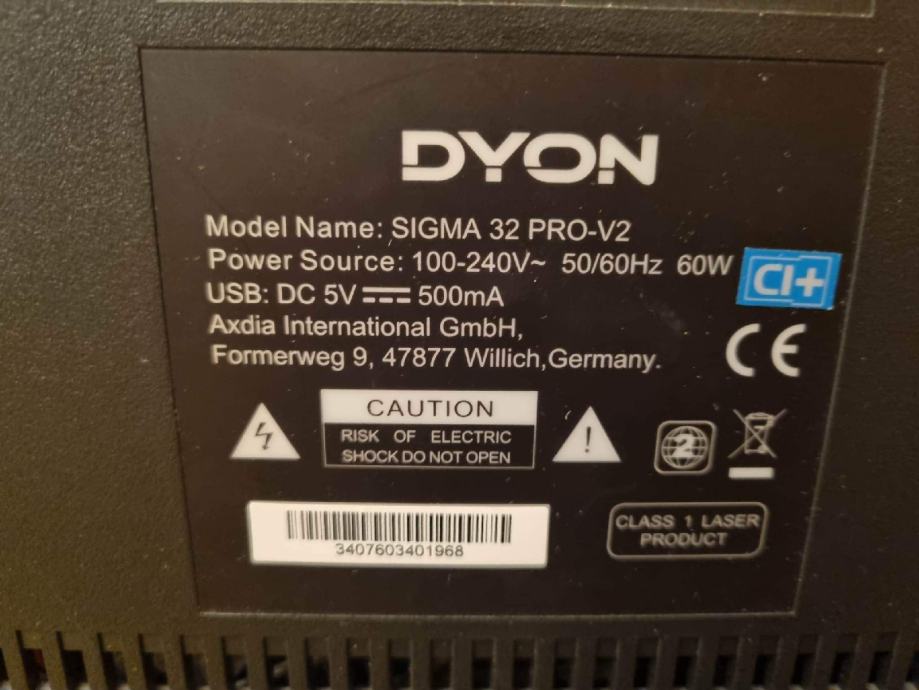 DYON
Model Name: SIGMA 32 PRO-V2
Power Source: 100-240V~ 50/60Hz 60W
CI+
USB: DC 5V ⎓ 500mA
Axdia International GmbH,
Formerweg 9, 47877 Willich,Germany.
CE
CAUTION
RISK OF ELECTRIC
SHOCK DO NOT OPEN
!
2
3407603401968
CLASS 1 LASER
PRODUCT